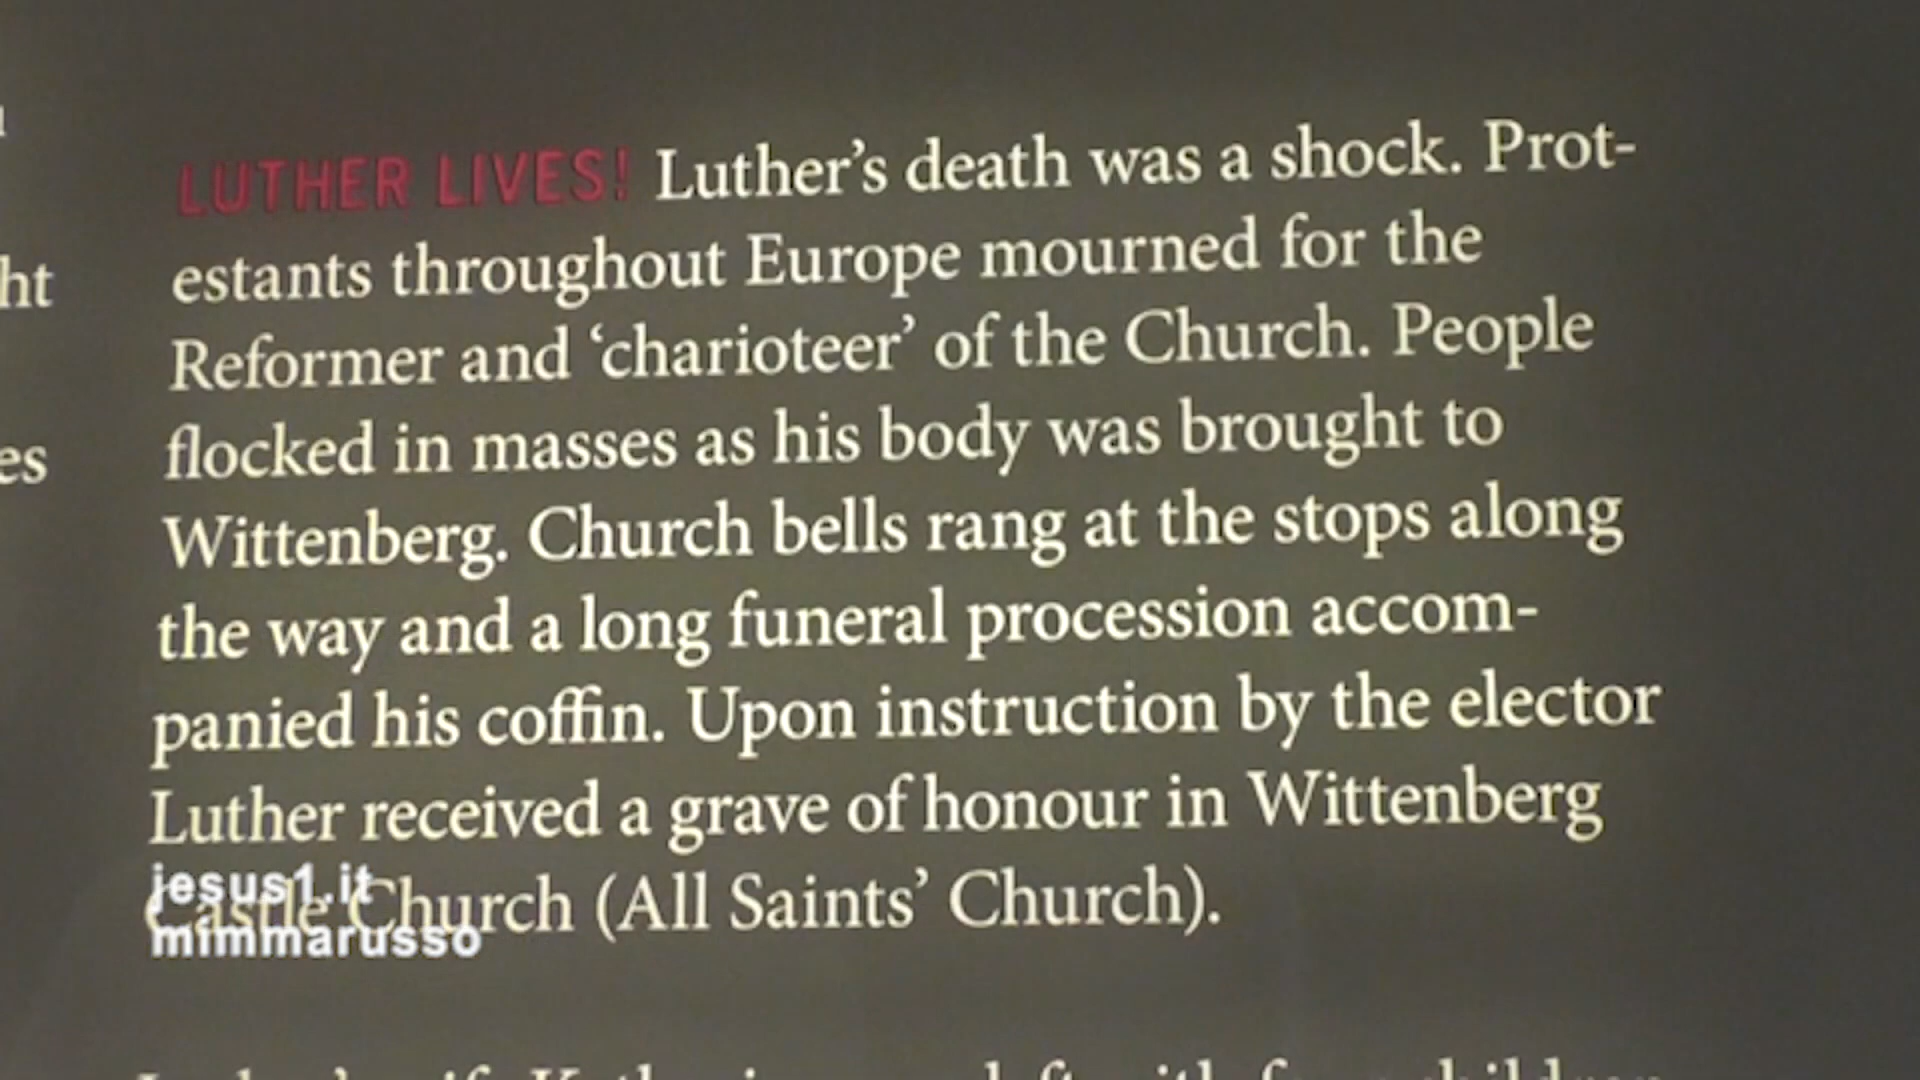 LUTHER LIVES! Luther’s death was a shock. Prot-
estants throughout Europe mourned for the
Reformer and ‘charioteer’ of the Church. People
flocked in masses as his body was brought to
Wittenberg. Church bells rang at the stops along
the way and a long funeral procession accom-
panied his coffin. Upon instruction by the elector
Luther received a grave of honour in Wittenberg
Castle Church (All Saints’ Church).
jesus1.it
mimmarusso
ht
es